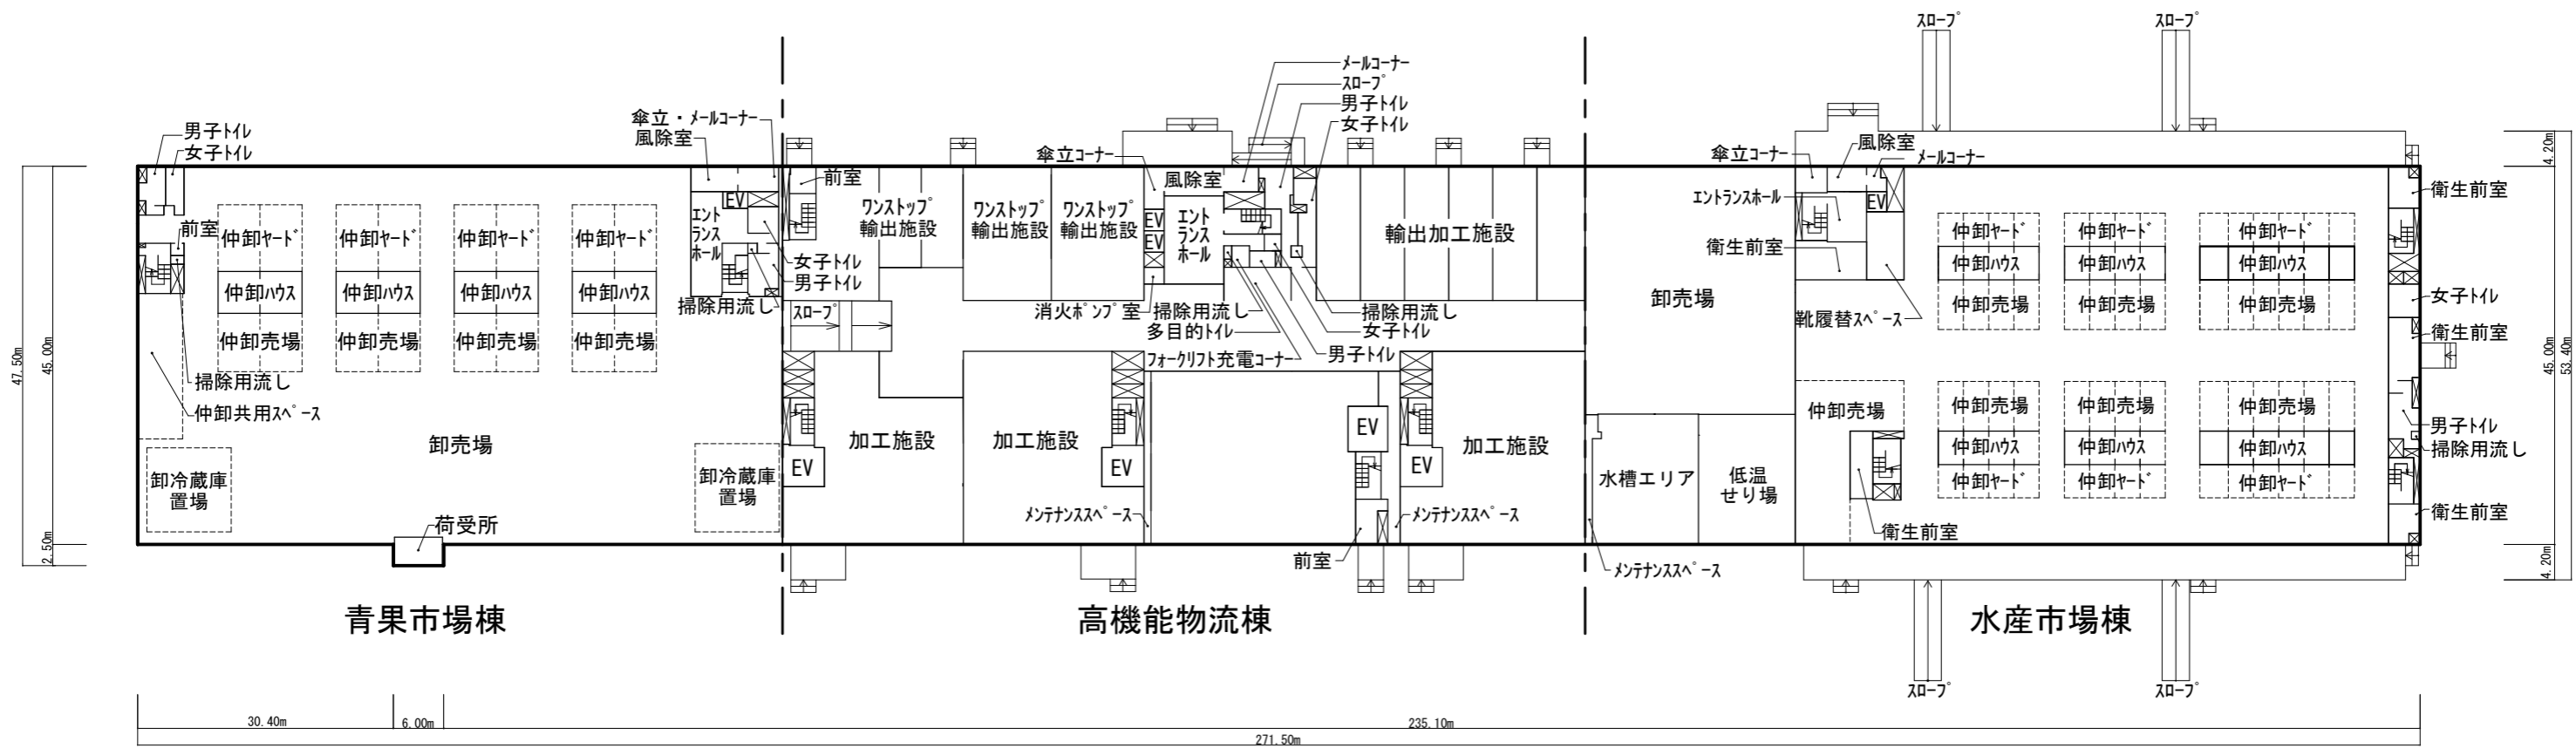 スロープ
スロープ
メールコーナー
スロープ
男子トイレ
女子トイレ
傘立・メールコーナー
風除室
男子トイレ
女子トイレ
傘立コーナー
風除室
傘立コーナー
風除室
メールコーナー
前室
EV
エント
ランス
ホール
前室
ワンストップ
輸出施設
ワンストップ
輸出施設
ワンストップ
輸出施設
EV
EV
エント
ランス
ホール
輸出加工施設
エントランスホール
EV
衛生前室
衛生前室
仲卸ヤード
仲卸ヤード
仲卸ヤード
仲卸ヤード
仲卸ハウス
仲卸ハウス
仲卸ハウス
仲卸ハウス
仲卸売場
仲卸売場
仲卸売場
仲卸売場
女子トイレ
男子トイレ
掃除用流し
スロープ
消火ポンプ室
掃除用流し
多目的トイレ
フォークリフト充電コーナー
掃除用流し
女子トイレ
男子トイレ
卸売場
靴履替スペース
仲卸ヤード
仲卸ヤード
仲卸ヤード
仲卸ハウス
仲卸ハウス
仲卸ハウス
仲卸売場
仲卸売場
仲卸売場
女子トイレ
衛生前室
掃除用流し
仲卸共用スペース
卸売場
卸冷蔵庫
置場
卸冷蔵庫
置場
荷受所
加工施設
EV
加工施設
EV
EV
EV
加工施設
メンテナンススペース
メンテナンススペース
前室
水槽エリア
低温
せり場
メンテナンススペース
仲卸売場
衛生前室
仲卸売場
仲卸売場
仲卸売場
仲卸ハウス
仲卸ハウス
仲卸ハウス
仲卸ヤード
仲卸ヤード
仲卸ヤード
男子トイレ
掃除用流し
衛生前室
47.50m
45.00m
2.50m
4.20m
45.00m
53.40m
4.20m
青果市場棟
高機能物流棟
水産市場棟
スロープ
スロープ
30.40m
6.00m
235.10m
271.50m